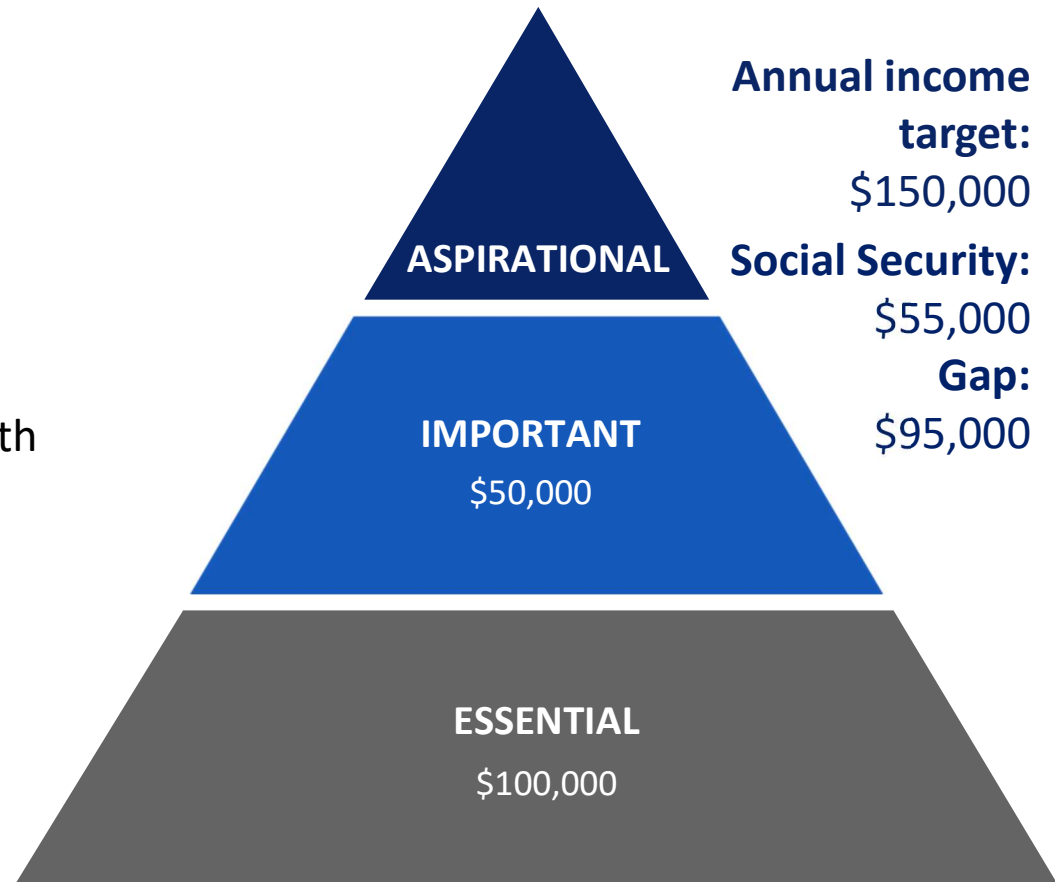 Annual income
target:
$150,000
ASPIRATIONAL
Social Security:
$55,000
Gap:
$95,000
th
IMPORTANT
$50,000
ESSENTIAL
$100,000